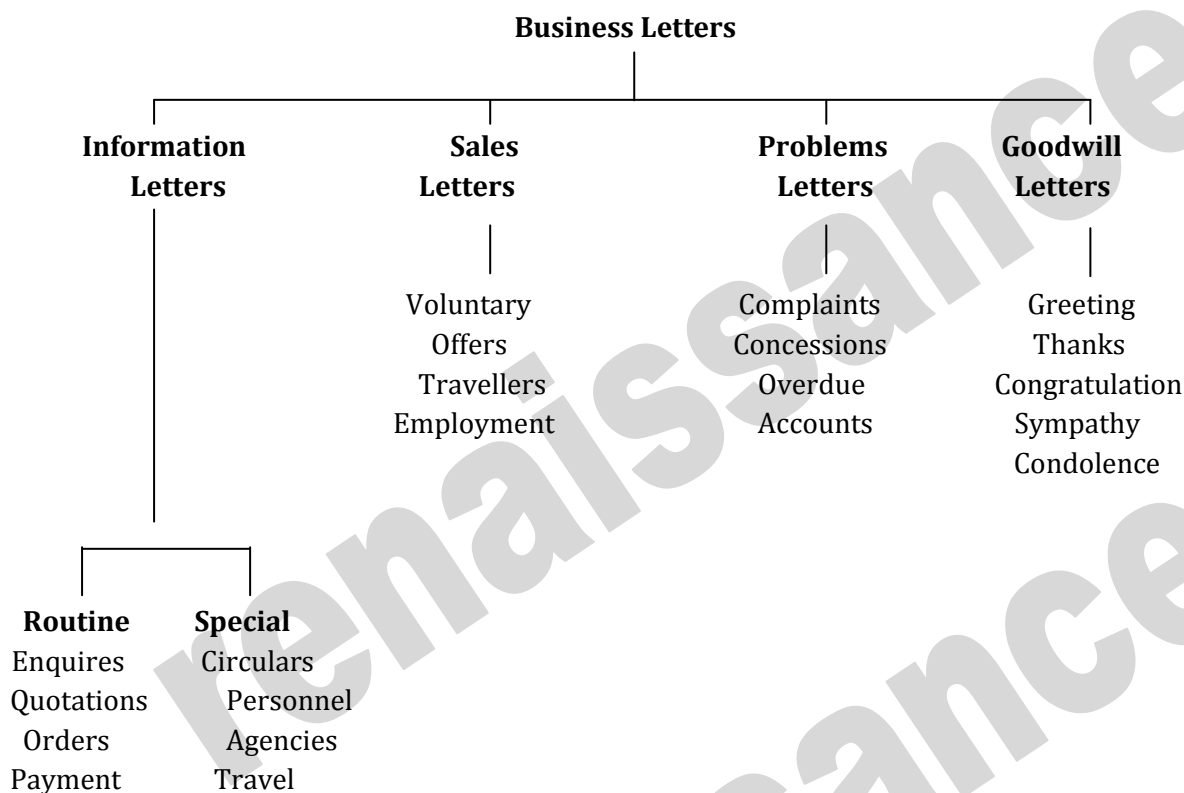 Business Letters
Information Letters
Sales Letters
Problems Letters
Goodwill Letters
Voluntary
Offers
Travellers
Employment
Complaints
Concessions
Overdue
Accounts
Greeting
Thanks
Congratulation
Sympathy
Condolence
Routine
Enquires
Quotations
Orders
Payment
Special
Circulars
Personnel
Agencies
Travel
renaissance
ssance